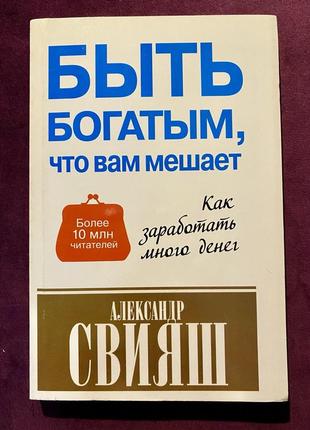 БЫТЬ
БОГАТЫМ,
что вам мешает
Более
10 млн
читателей
Как
заработать
много денег
АЛЕКСАНДР
СВИЯШ